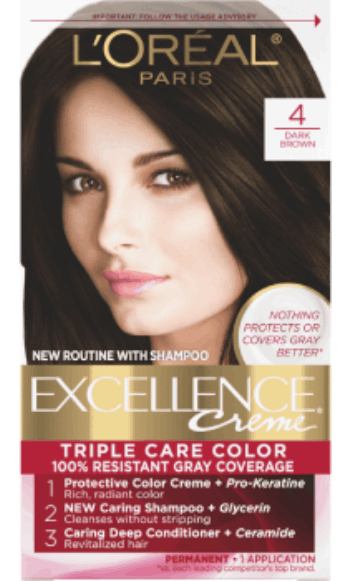 IMPORTANT: FOLLOW THE USAGE ADVISORY
L'ORÉAL®
PARIS
4
DARK
BROWN
NOTHING
PROTECTS OR
COVERS GRAY
BETTER*
NEW ROUTINE WITH SHAMPOO
EXCELLENCE®
Creme
TRIPLE CARE COLOR
100% RESISTANT GRAY COVERAGE
1 Protective Color Creme + Pro-Keratine
Rich, radiant color
2 NEW Caring Shampoo + Glycerin
Cleanses without stripping
3 Caring Deep Conditioner + Ceramide
Revitalized hair
PERMANENT • 1 APPLICATION
*vs. each leading competitor's top brand.